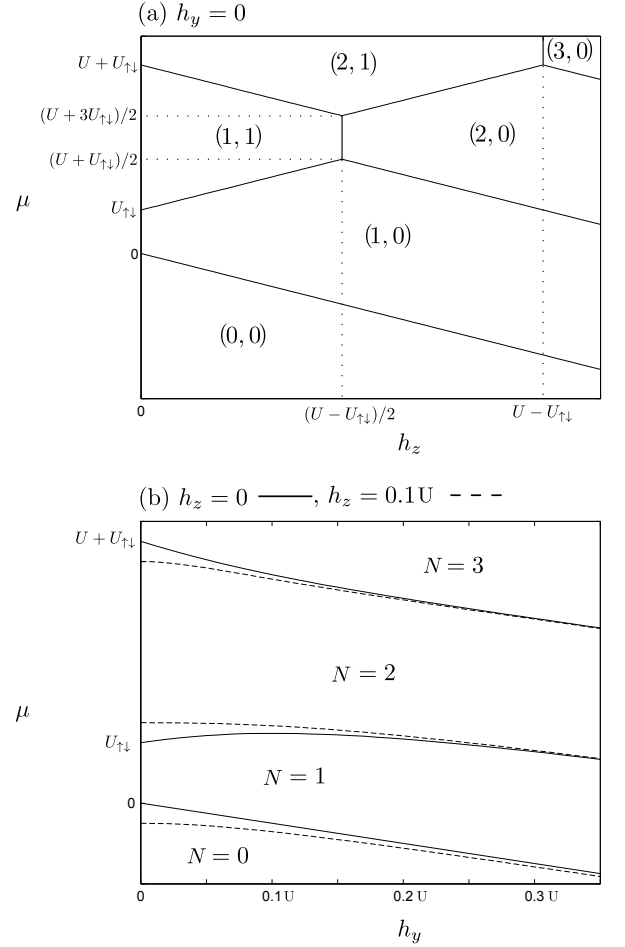 (a) h_y = 0
U + U_{↑↓}
(2, 1)
(3, 0)
(U + 3U_{↑↓})/2
(1, 1)
(2, 0)
(U + U_{↑↓})/2
μ
U_{↑↓}
(1, 0)
0
(0, 0)
0
(U − U_{↑↓})/2
U − U_{↑↓}
h_z
(b) h_z = 0 , h_z = 0.1U
U + U_{↑↓}
N = 3
N = 2
μ
U_{↑↓}
N = 1
0
N = 0
0
0.1 U
0.2 U
0.3 U
h_y